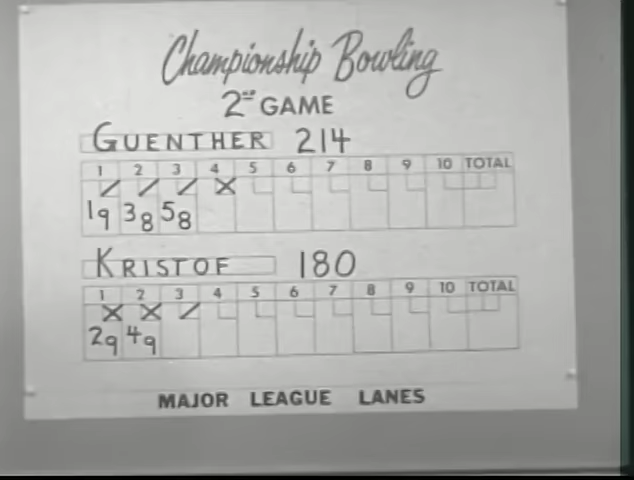 Championship Bowling
2nd GAME
GUENTHER 214
1 2 3 4 5 6 7 8 9 10 TOTAL
/ / / X
19 38 58
KRISTOF 180
1 2 3 4 5 6 7 8 9 10 TOTAL
X X /
29 49
MAJOR LEAGUE LANES